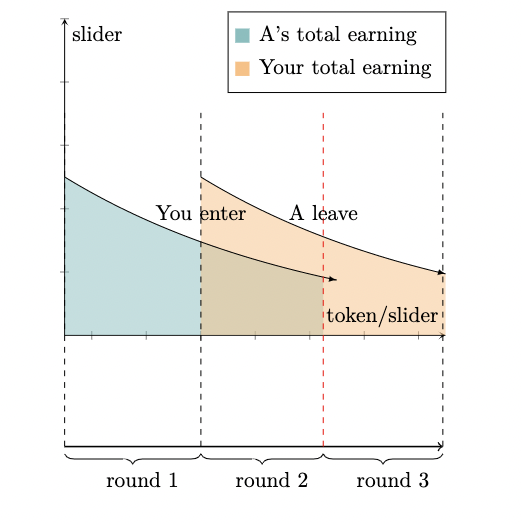 slider
A's total earning
Your total earning
You enter
A leave
token/slider
round 1
round 2
round 3